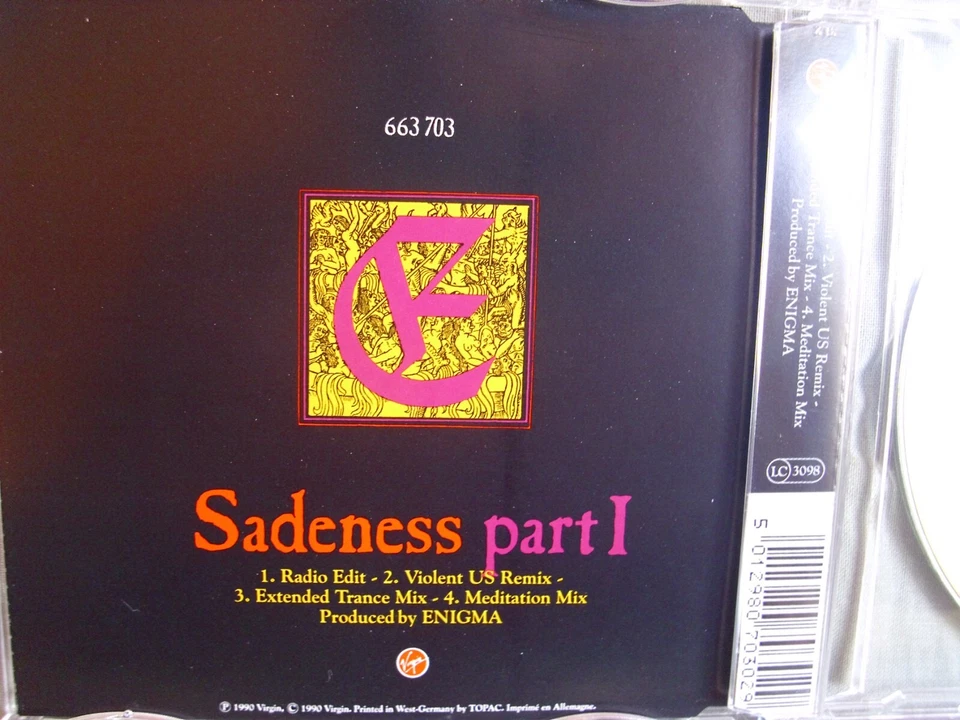 663 703
E
Sadeness part I
1. Radio Edit - 2. Violent US Remix -
3. Extended Trance Mix - 4. Meditation Mix
Produced by ENIGMA
Virgin
℗ 1990 Virgin, © 1990 Virgin. Printed in West-Germany by TOPAC. Imprimé en Allemagne.
2. Violent US Remix -
Trance Mix - 4. Meditation Mix
Produced by ENIGMA
LC 3098
5 012980 703029